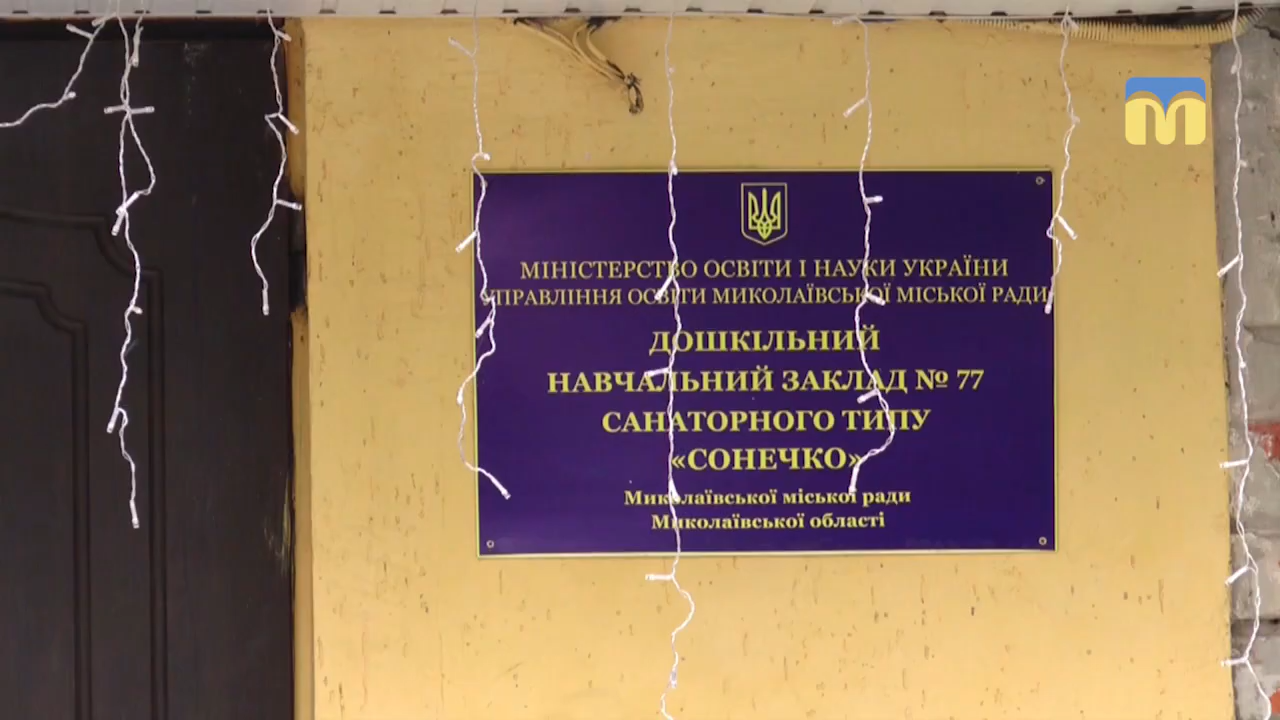 МІНІСТЕРСТВО ОСВІТИ І НАУКИ УКРАЇНИ
УПРАВЛІННЯ ОСВІТИ МИКОЛАЇВСЬКОЇ МІСЬКОЇ РАДИ
ДОШКІЛЬНИЙ
НАВЧАЛЬНИЙ ЗАКЛАД № 77
САНАТОРНОГО ТИПУ
«СОНЕЧКО»
Миколаївської міської ради
Миколаївської області